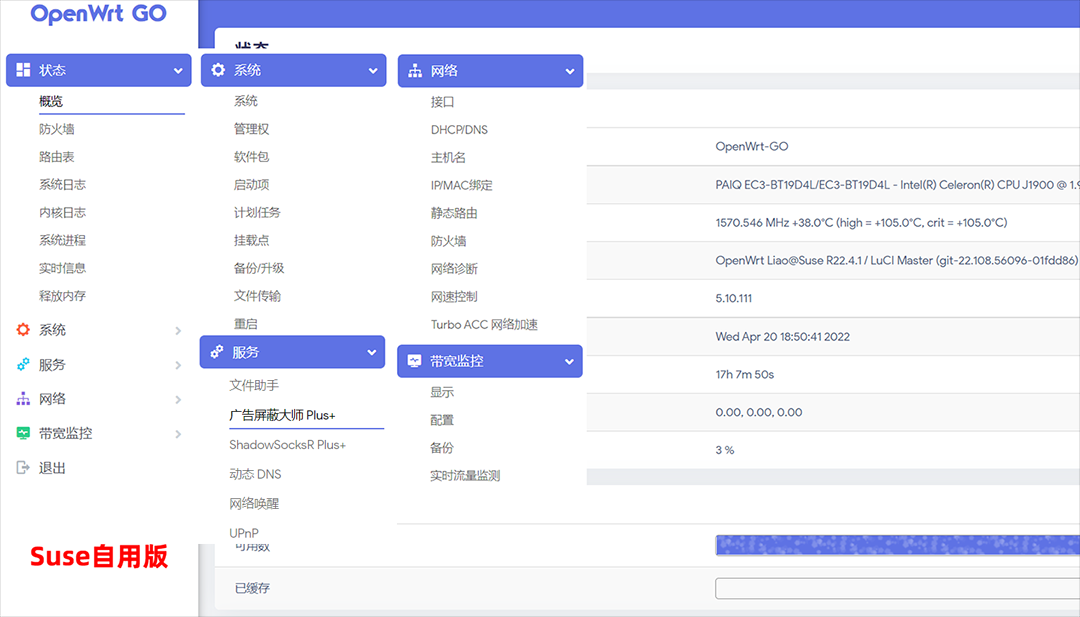 OpenWrt GO
状态
概览
防火墙
路由表
系统日志
内核日志
系统进程
实时信息
释放内存
系统
服务
网络
带宽监控
退出
Suse自用版
系统
系统
管理权
软件包
启动项
计划任务
挂载点
备份/升级
文件传输
重启
服务
文件助手
广告屏蔽大师 Plus+
ShadowSocksR Plus+
动态 DNS
网络唤醒
UPnP
网络
接口
DHCP/DNS
主机名
IP/MAC绑定
静态路由
防火墙
网络诊断
网速控制
Turbo ACC 网络加速
带宽监控
显示
配置
备份
实时流量监测
状态
OpenWrt-GO
PAIQ EC3-BT19D4L/EC3-BT19D4L - Intel(R) Celeron(R) CPU J1900 @ 1.9
1570.546 MHz +38.0°C (high = +105.0°C, crit = +105.0°C)
OpenWrt Liao@Suse R22.4.1 / LuCI Master (git-22.108.56096-01fdd86)
5.10.111
Wed Apr 20 18:50:41 2022
17h 7m 50s
0.00, 0.00, 0.00
3 %
可用数
已缓存